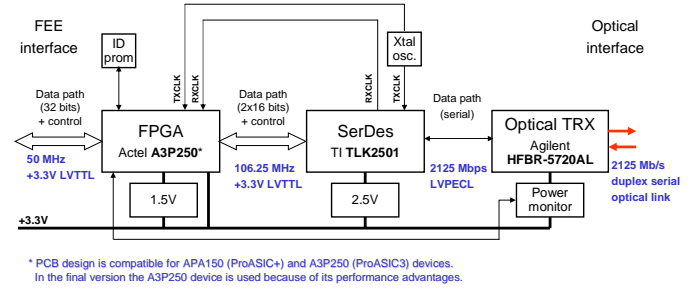 FEE
interface
ID
prom
TXCLK
RXCLK
Xtal
osc.
TXCLK
RXCLK
Optical
interface
Data path
(32 bits)
+ control
Data path
(2x16 bits)
+ control
Data path
(serial)
FPGA
Actel A3P250*
SerDes
TI TLK2501
Optical TRX
Agilent
HFBR-5720AL
50 MHz
+3.3V LVTTL
106.25 MHz
+3.3V LVTTL
2125 Mbps
LVPECL
2125 Mb/s
duplex serial
optical link
1.5V
2.5V
Power
monitor
+3.3V
* PCB design is compatible for APA150 (ProASIC+) and A3P250 (ProASIC3) devices.
In the final version the A3P250 device is used because of its performance advantages.